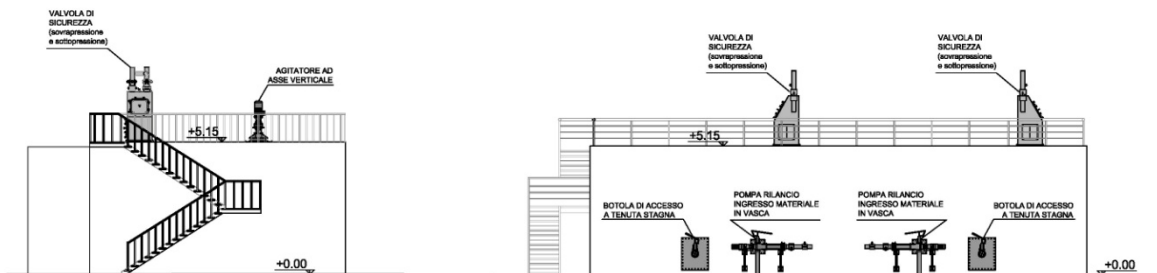 VALVOLA DI
SICUREZZA
(sovrapressione
e sottopressione)
AGITATORE AD
ASSE VERTICALE
+5.15
+0.00
VALVOLA DI
SICUREZZA
(sovrapressione
e sottopressione)
VALVOLA DI
SICUREZZA
(sovrapressione
e sottopressione)
+5.15
BOTOLA DI ACCESSO
A TENUTA STAGNA
POMPA RILANCIO
INGRESSO MATERIALE
IN VASCA
POMPA RILANCIO
INGRESSO MATERIALE
IN VASCA
BOTOLA DI ACCESSO
A TENUTA STAGNA
+0.00